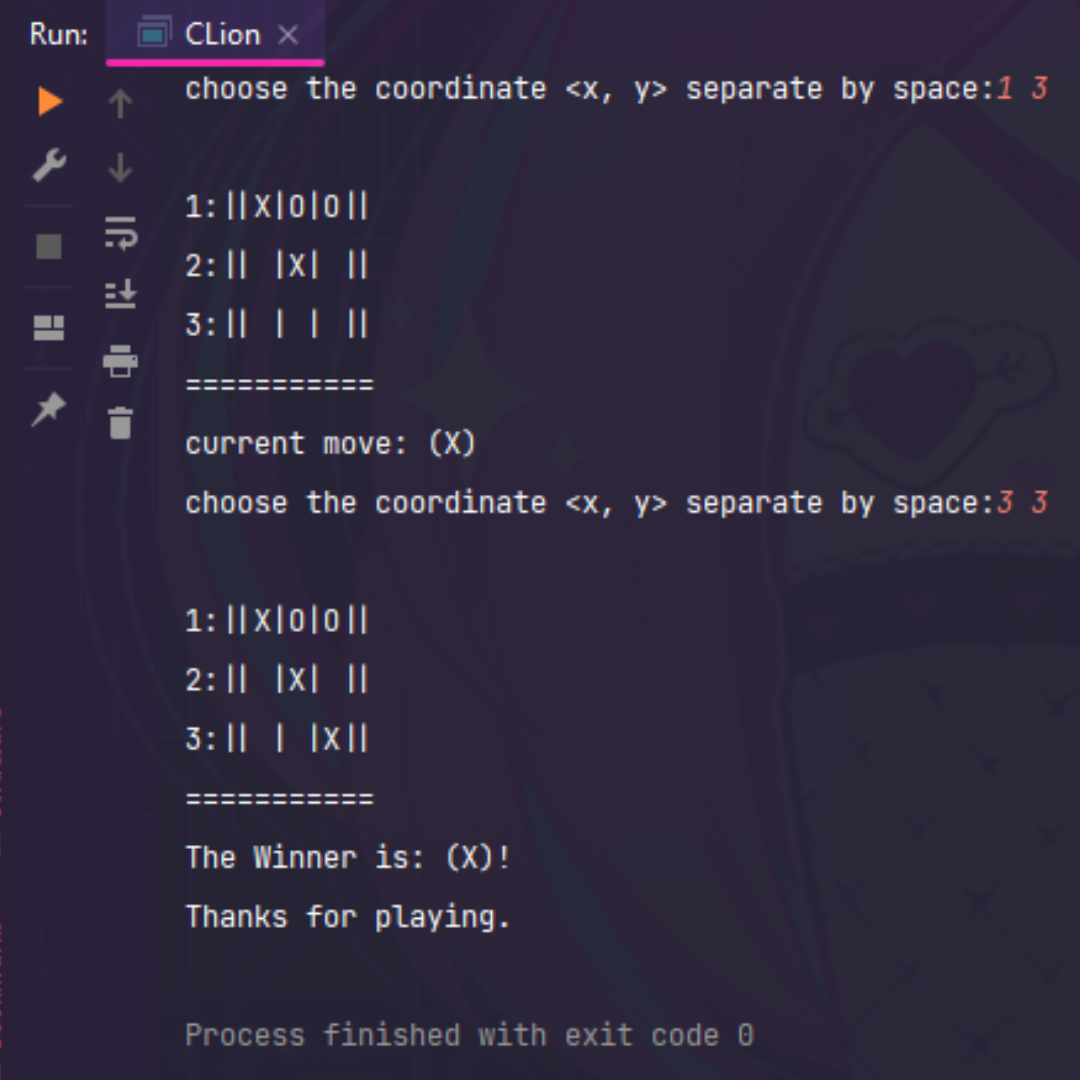 Run: CLion
choose the coordinate <x, y> separate by space:1 3
1:||X|O|O||
2:|| |X| ||
3:|| | | ||
===========
current move: (X)
choose the coordinate <x, y> separate by space:3 3
1:||X|O|O||
2:|| |X| ||
3:|| | |X||
===========
The Winner is: (X)!
Thanks for playing.
Process finished with exit code 0